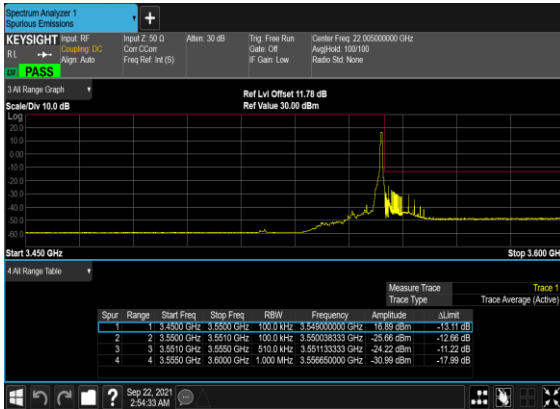 Spectrum Analyzer 1
Spurious Emissions
+
KEYSIGHT Input: RF Input Z: 50 Ω Atten: 30 dB Trig: Free Run Center Freq: 22.005000000 GHz
RL Coupling: DC Corr CCorr Gate: Off Avg|Hold: 100/100
Align: Auto Freq Ref: Int (S) IF Gain: Low Radio Std: None
PASS
3 All Range Graph
Ref Lvl Offset 11.78 dB
Scale/Div 10.0 dB Ref Value 30.00 dBm
Log
20.0
10.0
0.00
-10.0
-20.0
-30.0
-40.0
-50.0
-60.0
Start 3.450 GHz Stop 3.600 GH
4 All Range Table
Measure Trace Trace 1
Trace Type Trace Average (Active)
Spur Range Start Freq Stop Freq RBW Frequency Amplitude ΔLimit
1 1 3.4500 GHz 3.5500 GHz 100.0 kHz 3.549000000 GHz 16.89 dBm -13.11 dB
2 2 3.5500 GHz 3.5510 GHz 100.0 kHz 3.550038333 GHz -25.66 dBm -12.66 dB
3 3 3.5510 GHz 3.5550 GHz 510.0 kHz 3.551133333 GHz -24.22 dBm -11.22 dB
4 4 3.5550 GHz 3.6000 GHz 1.000 MHz 3.556650000 GHz -30.99 dBm -17.99 dB
? Sep 22, 2021
2:54:33 AM